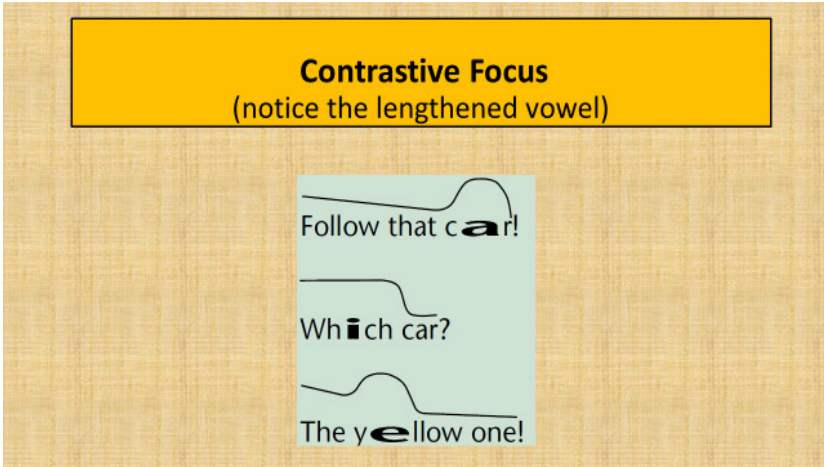 Contrastive Focus
(notice the lengthened vowel)
Follow that car!
Which car?
The yellow one!